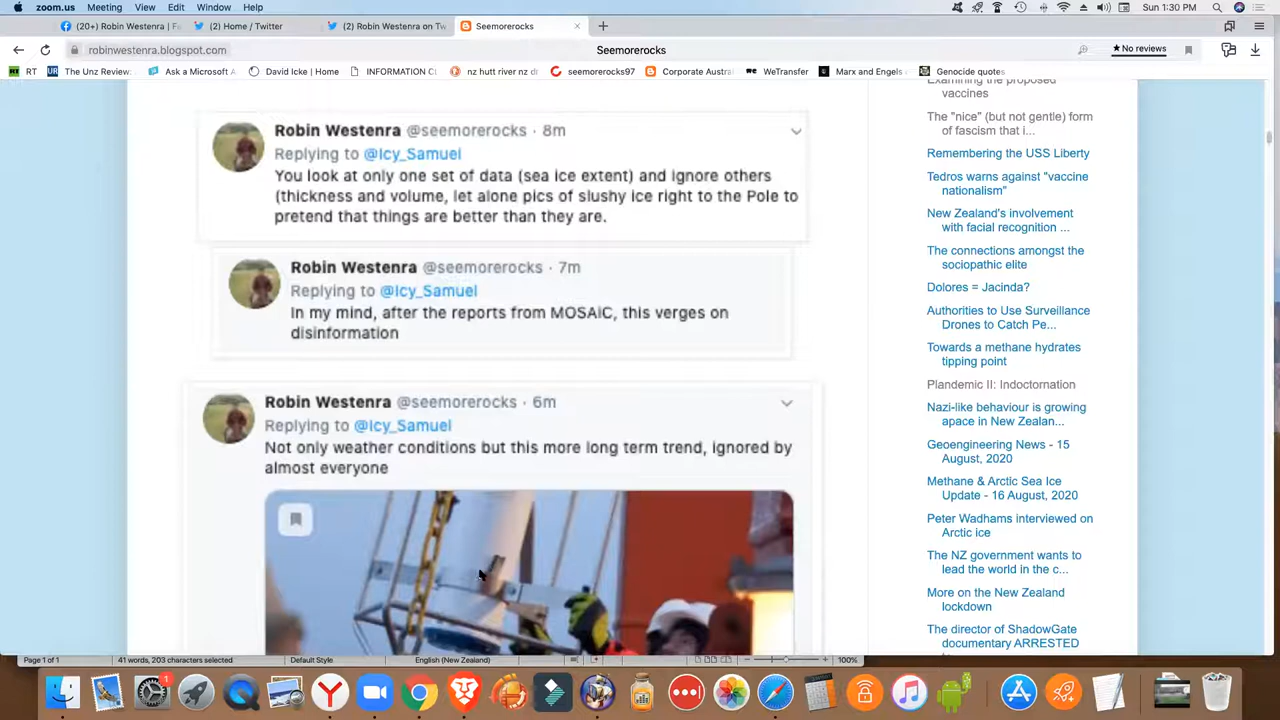 zoom.us Meeting View Edit Window Help Sun 1:30 PM
(20+) Robin Westenra | F (2) Home / Twitter (2) Robin Westenra on Tw Seemorerocks
robinwestenra.blogspot.com Seemorerocks No reviews
RT RT The Unz Review: Ask a Microsoft A David Icke | Home INFORMATION Cl nz hutt river nz di seemorerocks97 Corporate Austra WeTransfer Marx and Engels Genocide quotes
Robin Westenra @seemorerocks · 8m
Replying to @Icy_Samuel
You look at only one set of data (sea ice extent) and ignore others
(thickness and volume, let alone pics of slushy ice right to the Pole to
pretend that things are better than they are.
Robin Westenra @seemorerocks · 7m
Replying to @Icy_Samuel
In my mind, after the reports from MOSAiC, this verges on
disinformation
Robin Westenra @seemorerocks · 6m
Replying to @Icy_Samuel
Not only weather conditions but this more long term trend, ignored by
almost everyone
Examining the proposed
vaccines
The "nice" (but not gentle) form
of fascism that i...
Remembering the USS Liberty
Tedros warns against "vaccine
nationalism"
New Zealand's involvement
with facial recognition ...
The connections amongst the
sociopathic elite
Dolores = Jacinda?
Authorities to Use Surveillance
Drones to Catch Pe...
Towards a methane hydrates
tipping point
Plandemic II: Indoctornation
Nazi-like behaviour is growing
apace in New Zealan...
Geoengineering News - 15
August, 2020
Methane & Arctic Sea Ice
Update - 16 August, 2020
Peter Wadhams interviewed on
Arctic ice
The NZ government wants to
lead the world in the c...
More on the New Zealand
lockdown
The director of ShadowGate
documentary ARRESTED
Page 1 of 1 41 words, 203 characters selected Default Style English (New Zealand) 100%
1